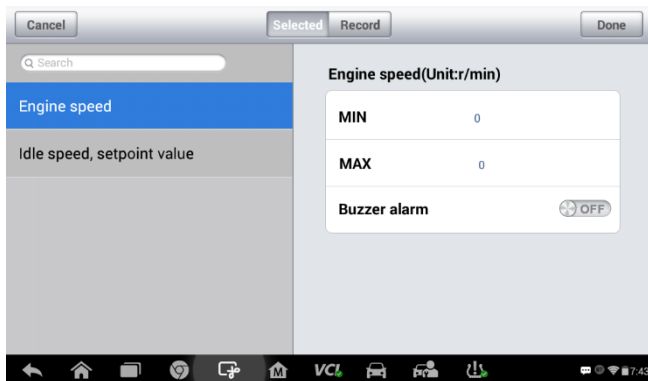 Cancel
Selected Record
Done
Search
Engine speed
Idle speed, setpoint value
Engine speed(Unit:r/min)
MIN 0
MAX 0
Buzzer alarm OFF
M VCI 7:43